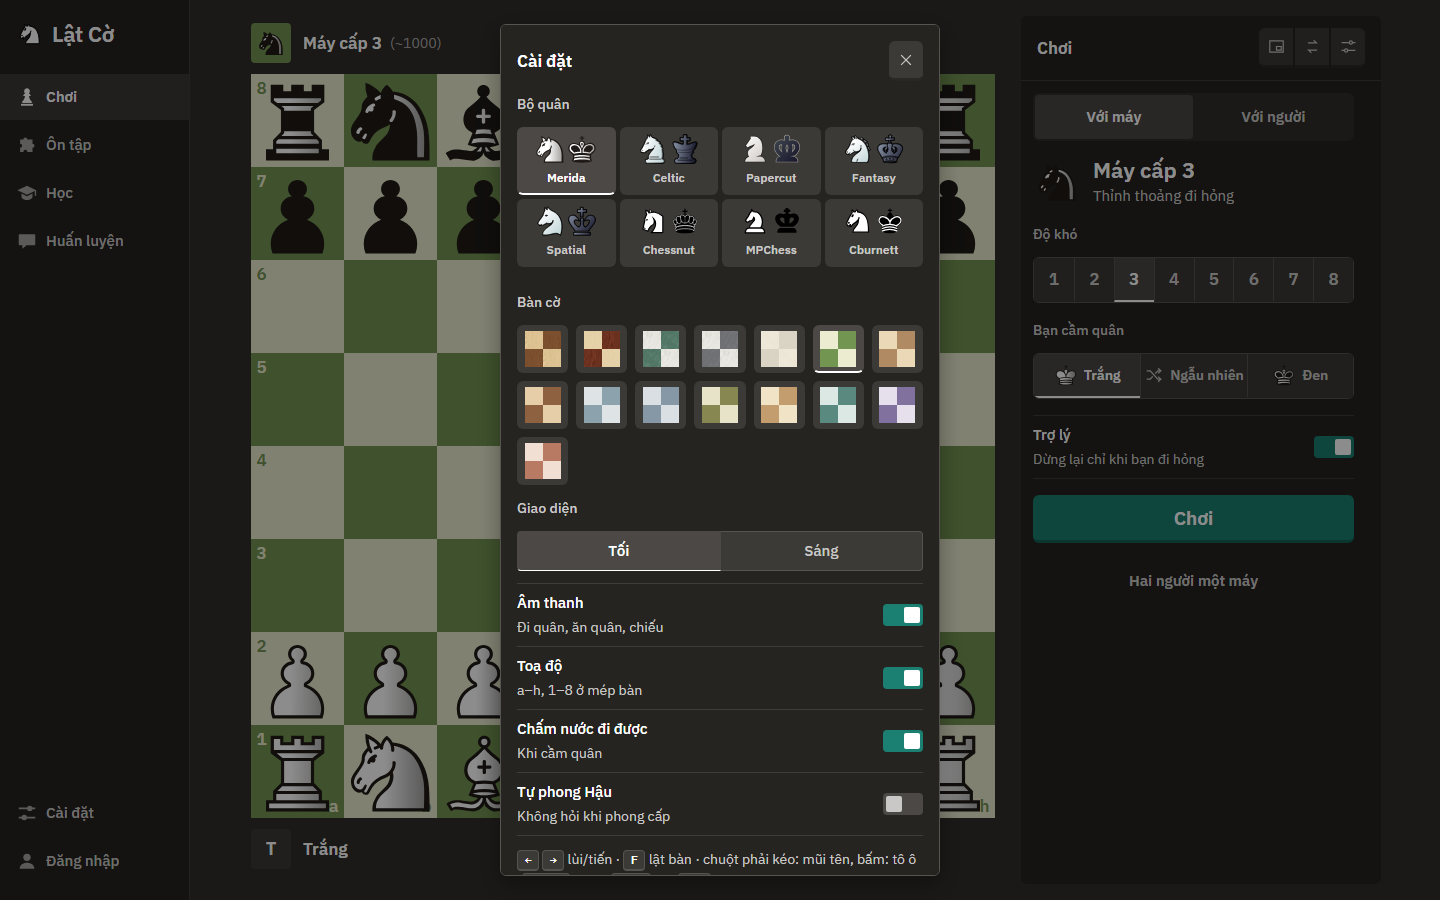 Lật Cờ
Chơi
Ôn tập
Học
Huấn luyện
Cài đặt
Đăng nhập
Máy cấp 3 (~1000)
8
7
6
5
4
3
2
1
a
h
T Trắng
Cài đặt
Bộ quân
Merida Celtic Papercut Fantasy
Spatial Chessnut MPChess Cburnett
Bàn cờ
Giao diện
Tối Sáng
Âm thanh
Đi quân, ăn quân, chiếu
Toạ độ
a–h, 1–8 ở mép bàn
Chấm nước đi được
Khi cầm quân
Tự phong Hậu
Không hỏi khi phong cấp
← → lùi/tiến · F lật bàn · chuột phải kéo: mũi tên, bấm: tô ô
Chơi
Với máy Với người
Máy cấp 3
Thỉnh thoảng đi hỏng
Độ khó
1 2 3 4 5 6 7 8
Bạn cầm quân
Trắng Ngẫu nhiên Đen
Trợ lý
Dừng lại chỉ khi bạn đi hỏng
Chơi
Hai người một máy